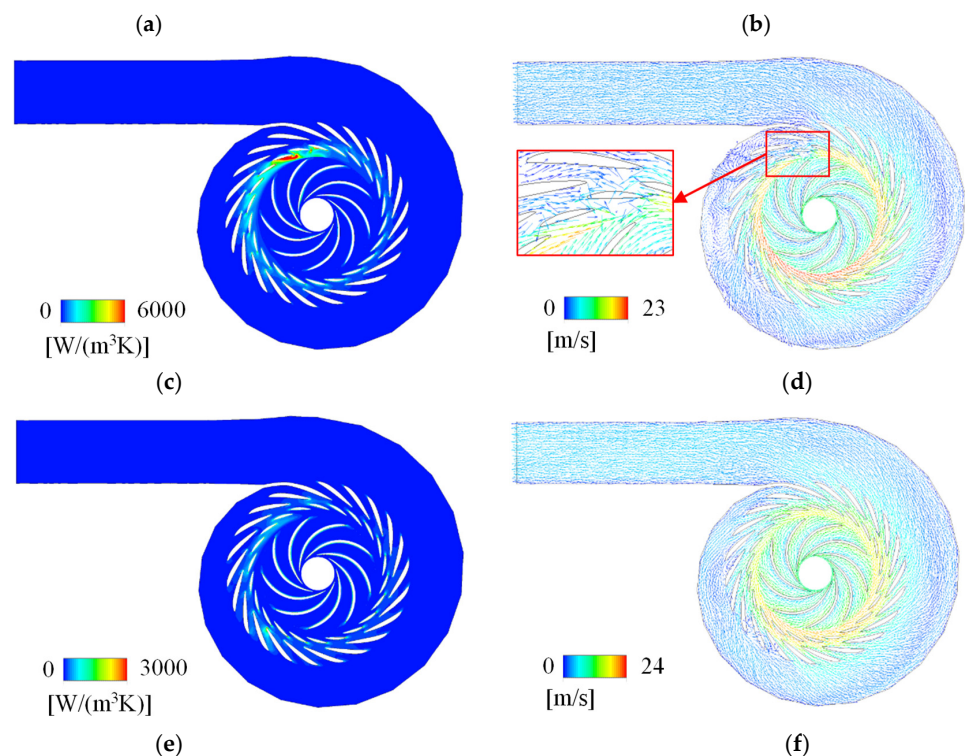 (a) (b)
0 6000
[W/(m³K)]
0 23
[m/s]
(c) (d)
0 3000
[W/(m³K)]
0 24
[m/s]
(e) (f)